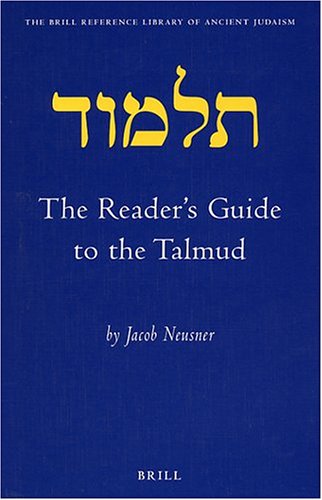 THE BRILL REFERENCE LIBRARY OF ANCIENT JUDAISM
תלמוד
The Reader's Guide
to the Talmud
by Jacob Neusner
BRILL